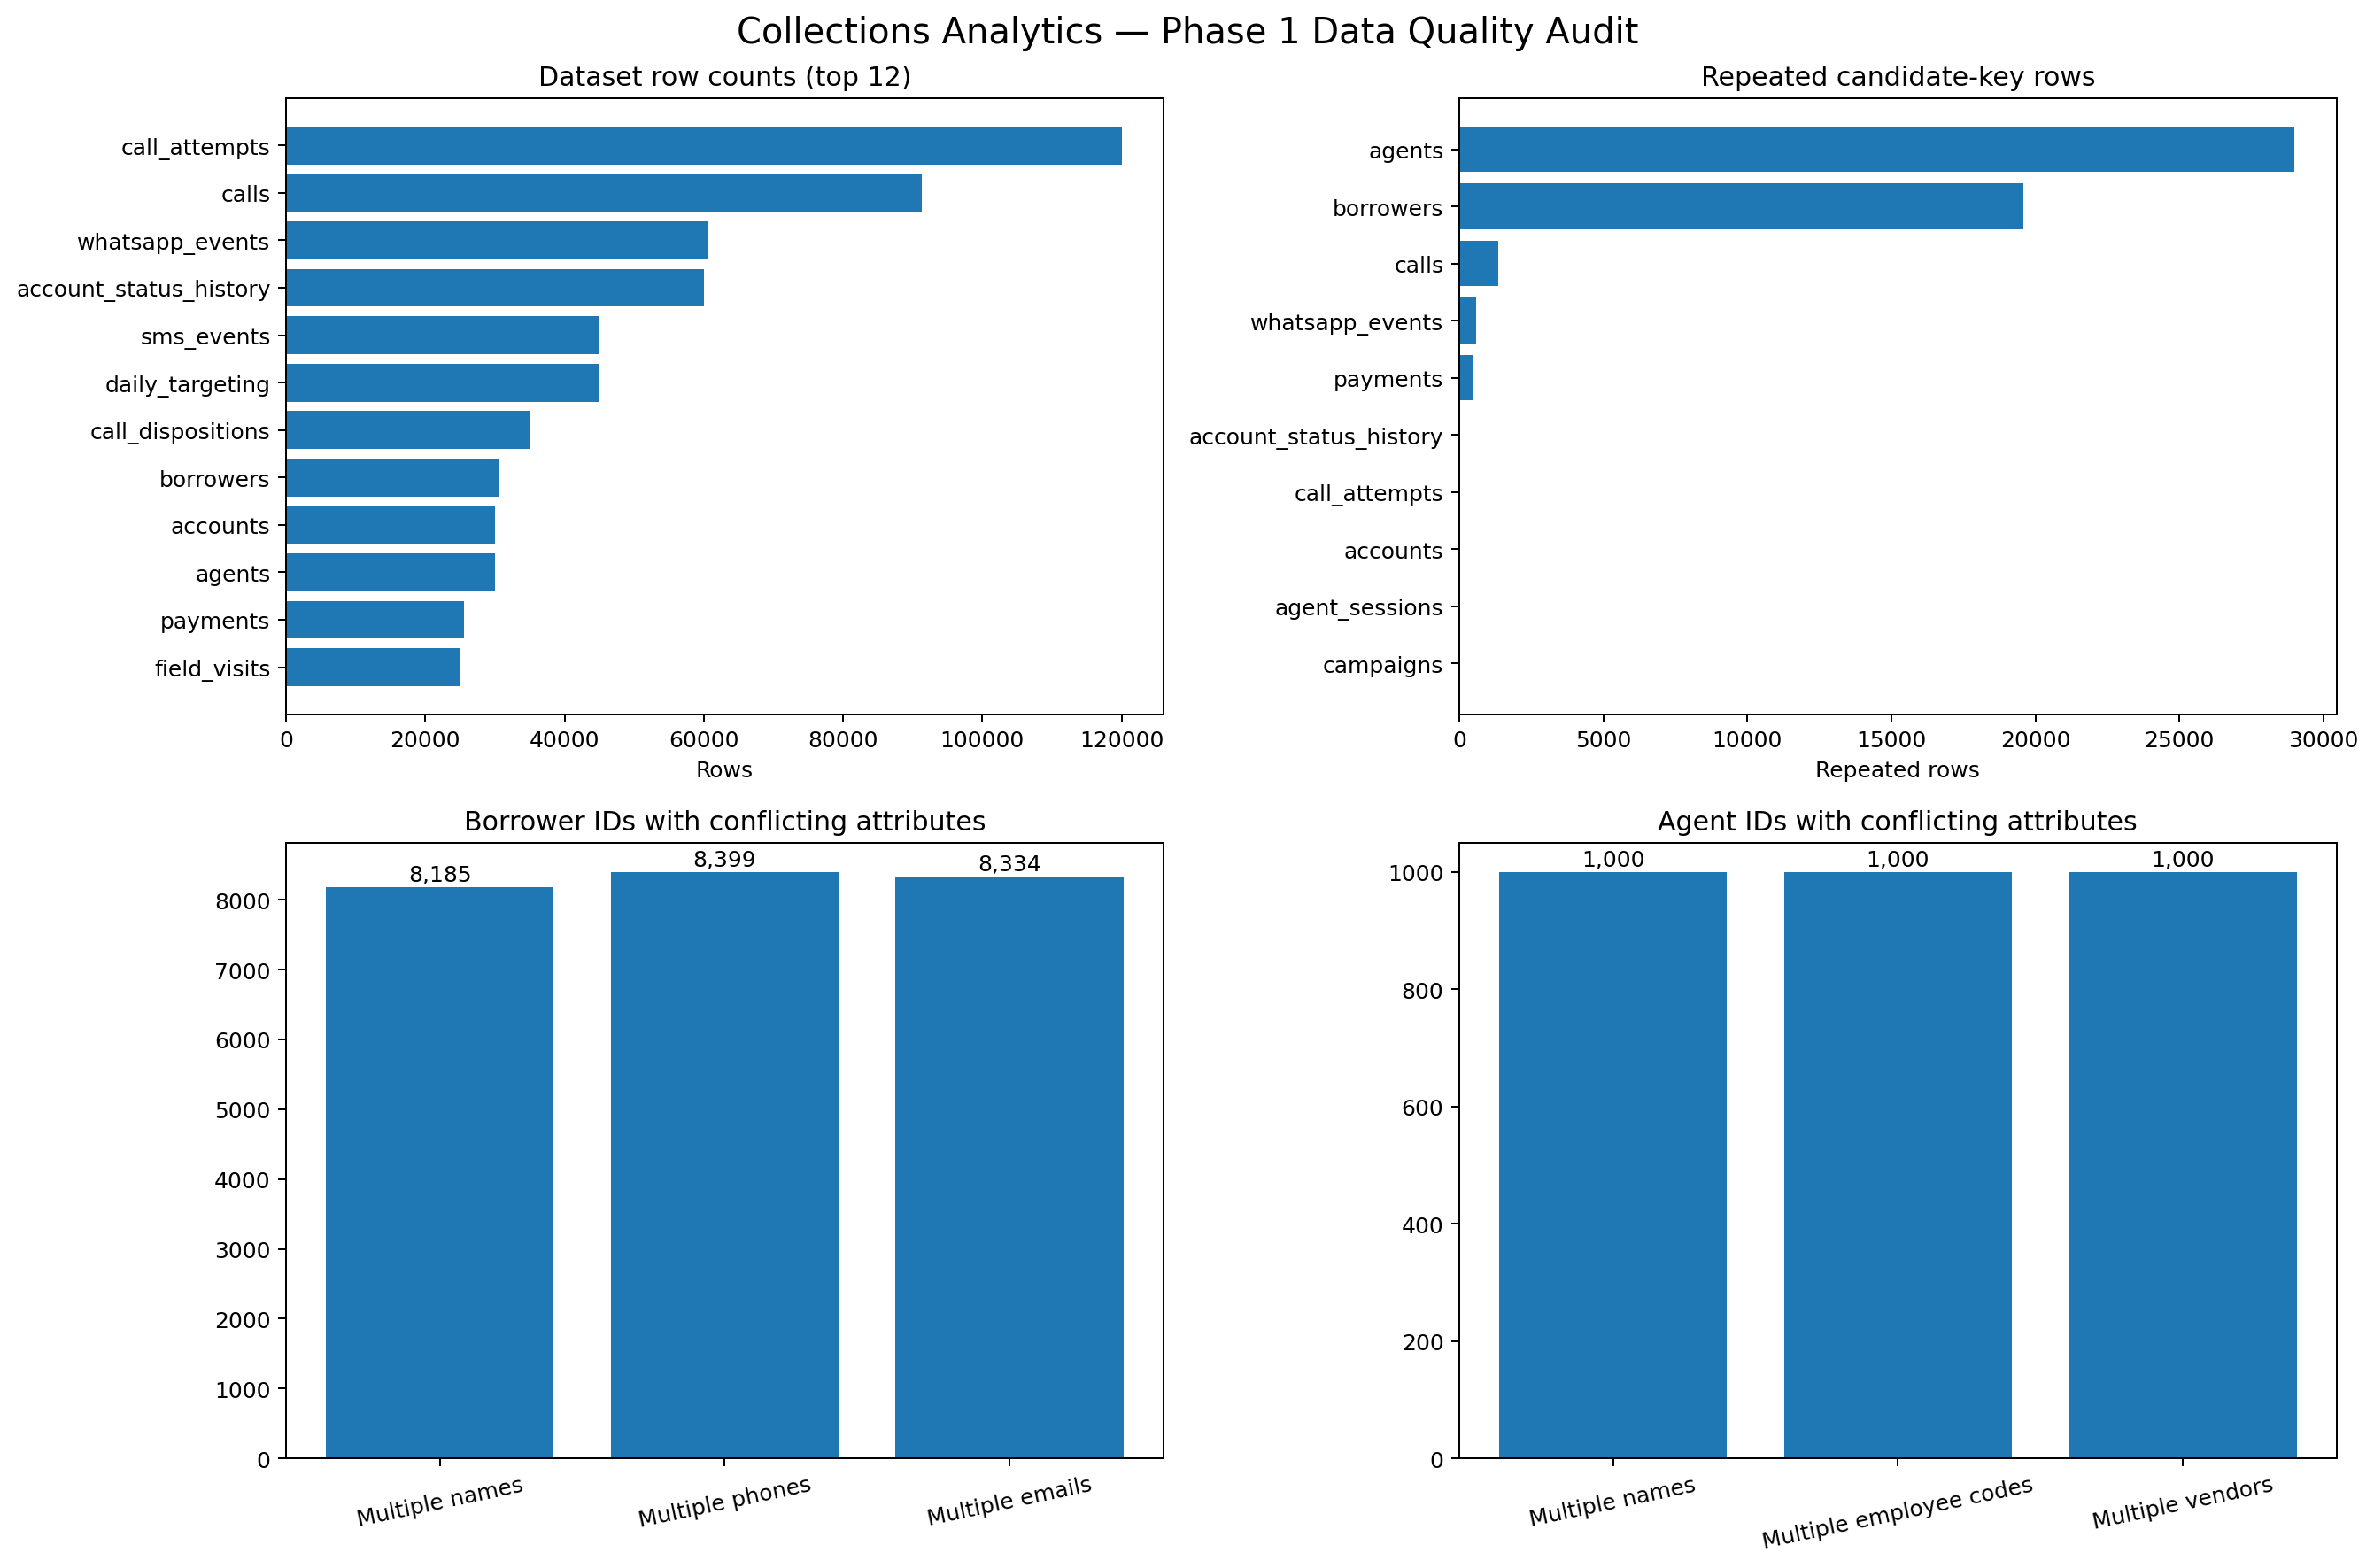 Collections Analytics — Phase 1 Data Quality Audit
Dataset row counts (top 12)
call_attempts
calls
whatsapp_events
account_status_history
sms_events
daily_targeting
call_dispositions
borrowers
accounts
agents
payments
field_visits
0 20000 40000 60000 80000 100000 120000
Rows
Repeated candidate-key rows
agents
borrowers
calls
whatsapp_events
payments
account_status_history
call_attempts
accounts
agent_sessions
campaigns
0 5000 10000 15000 20000 25000 30000
Repeated rows
Borrower IDs with conflicting attributes
8,185 8,399 8,334
8000
7000
6000
5000
4000
3000
2000
1000
0
Multiple names Multiple phones Multiple emails
Agent IDs with conflicting attributes
1,000 1,000 1,000
1000
800
600
400
200
0
Multiple names Multiple employee codes Multiple vendors